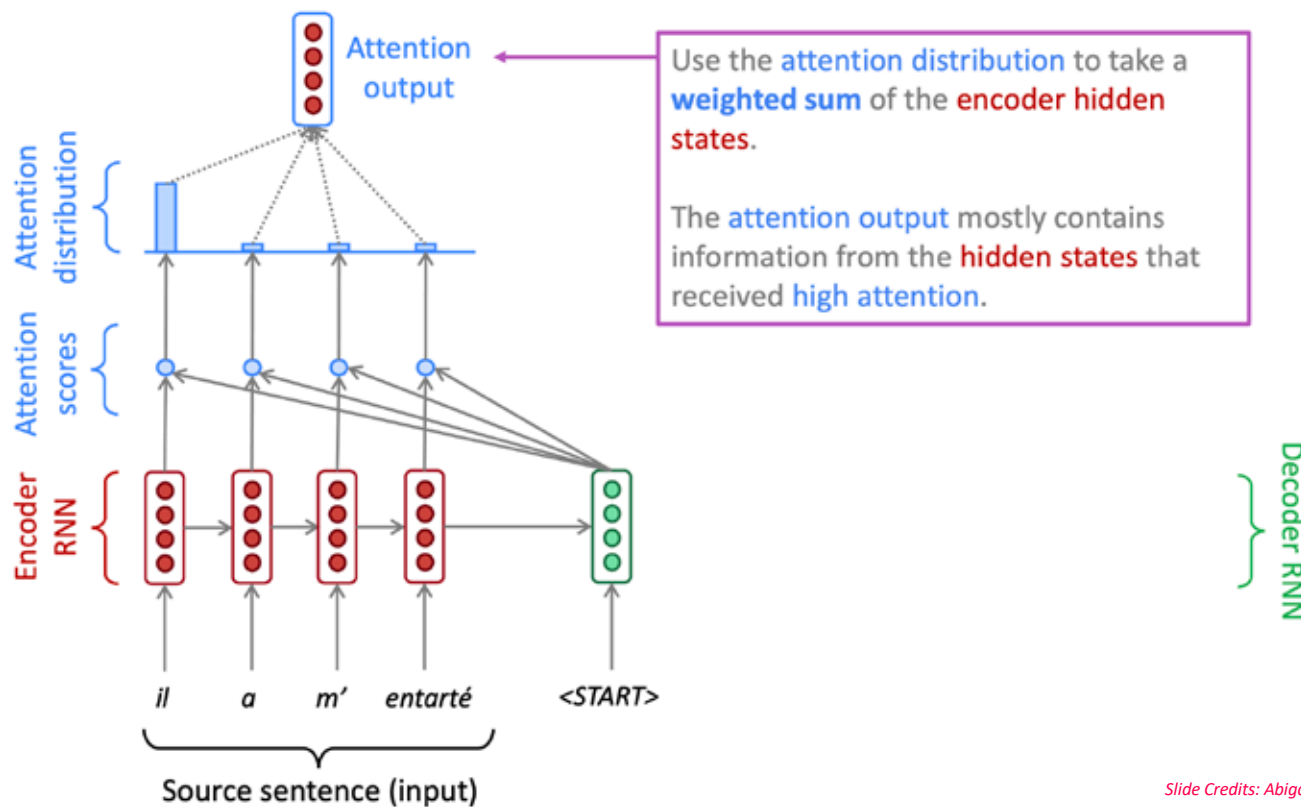 Attention
output
Use the attention distribution to take a
weighted sum of the encoder hidden
states.
The attention output mostly contains
information from the hidden states that
received high attention.
Attention
distribution
Attention
scores
Encoder
RNN
Decoder RNN
il a m' entarté <START>
Source sentence (input)
Slide Credits: